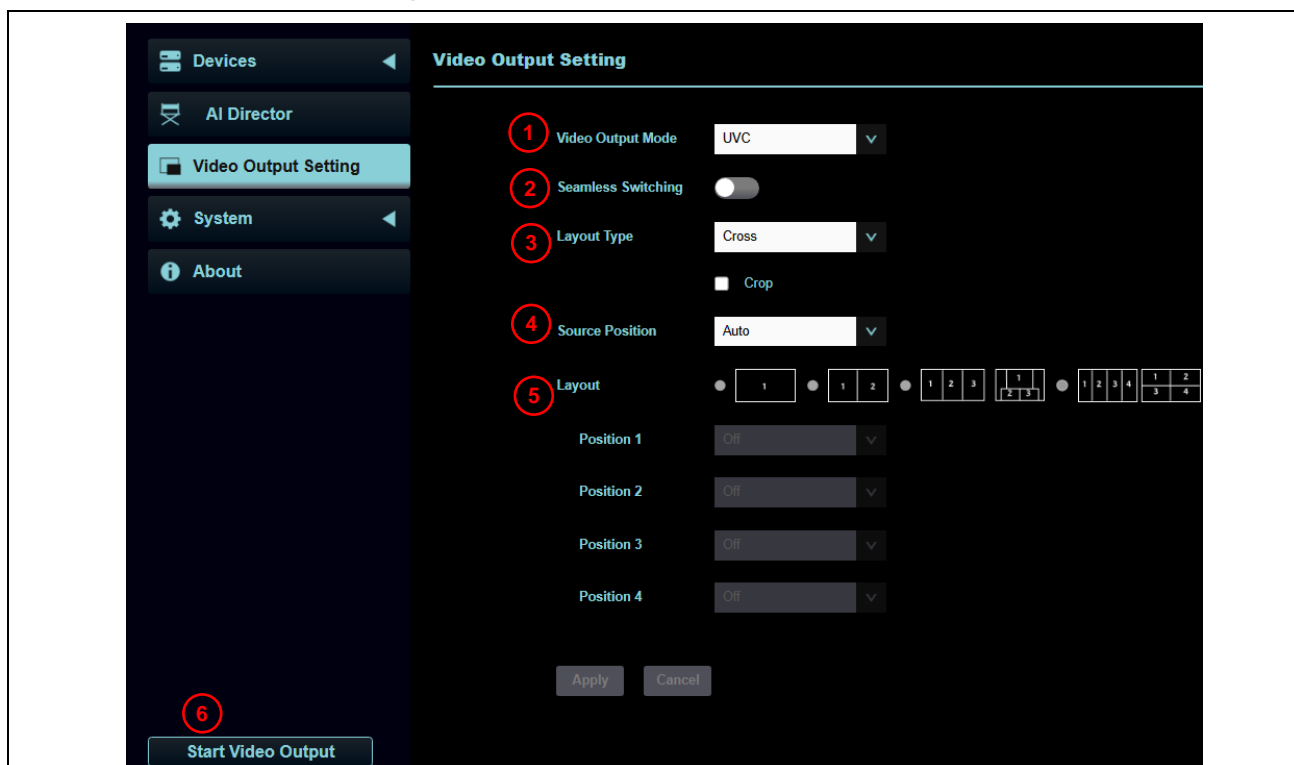 Devices
AI Director
Video Output Setting
System
About
6
Start Video Output
Video Output Setting
1 Video Output Mode UVC
2 Seamless Switching
3 Layout Type Cross
Crop
4 Source Position Auto
5 Layout 1 1 2 1 2 3 1 2 3 1 2 3 4 1 2 3 4
Position 1 Off
Position 2 Off
Position 3 Off
Position 4 Off
Apply Cancel